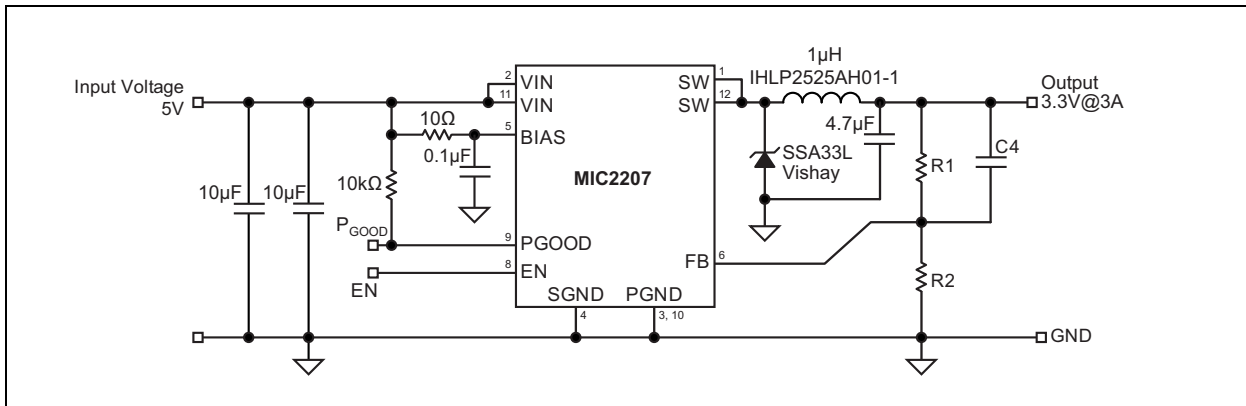 1µH
IHLP2525AH01-1
Input Voltage
5V
2
VIN
11
VIN
10Ω
5
BIAS
0.1µF
10kΩ
10µF
10µF
PGOOD
9
PGOOD
8
EN
EN
MIC2207
SGND
4
PGND
3, 10
1
SW
12
SW
FB
6
4.7µF
SSA33L
Vishay
Output
3.3V@3A
R1
C4
R2
GND